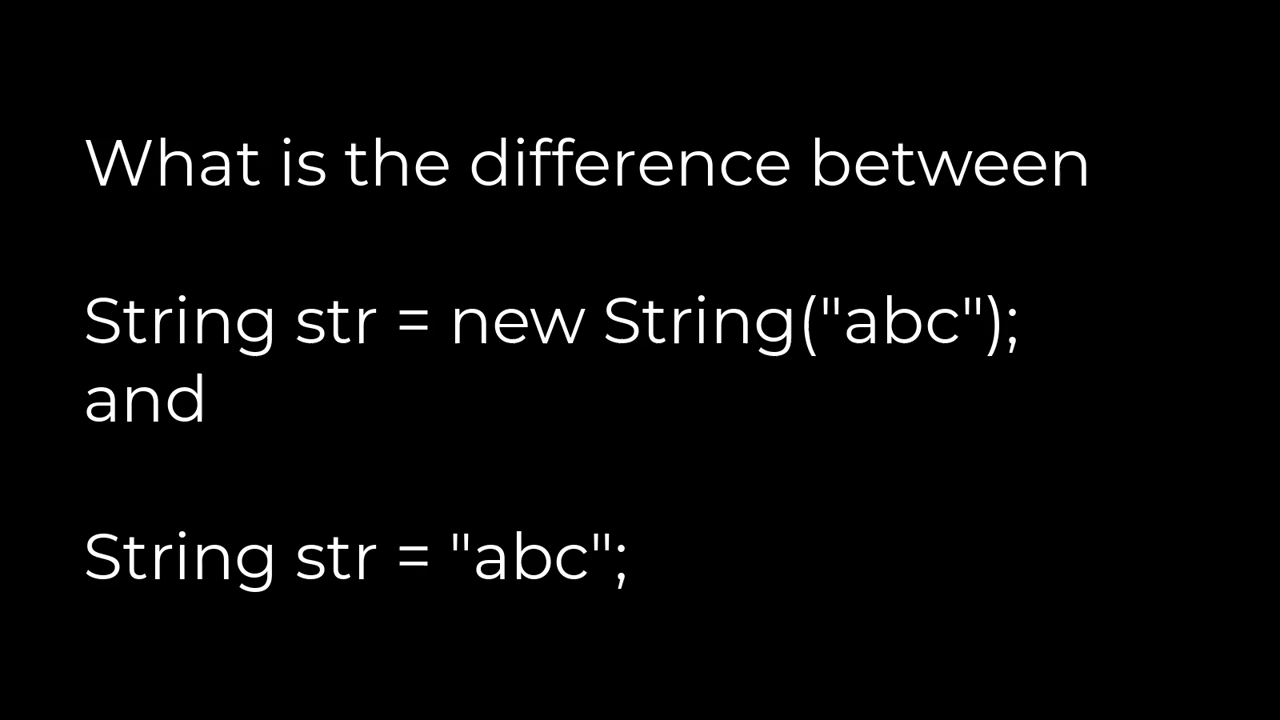 What is the difference between
String str = new String("abc");
and
String str = "abc";